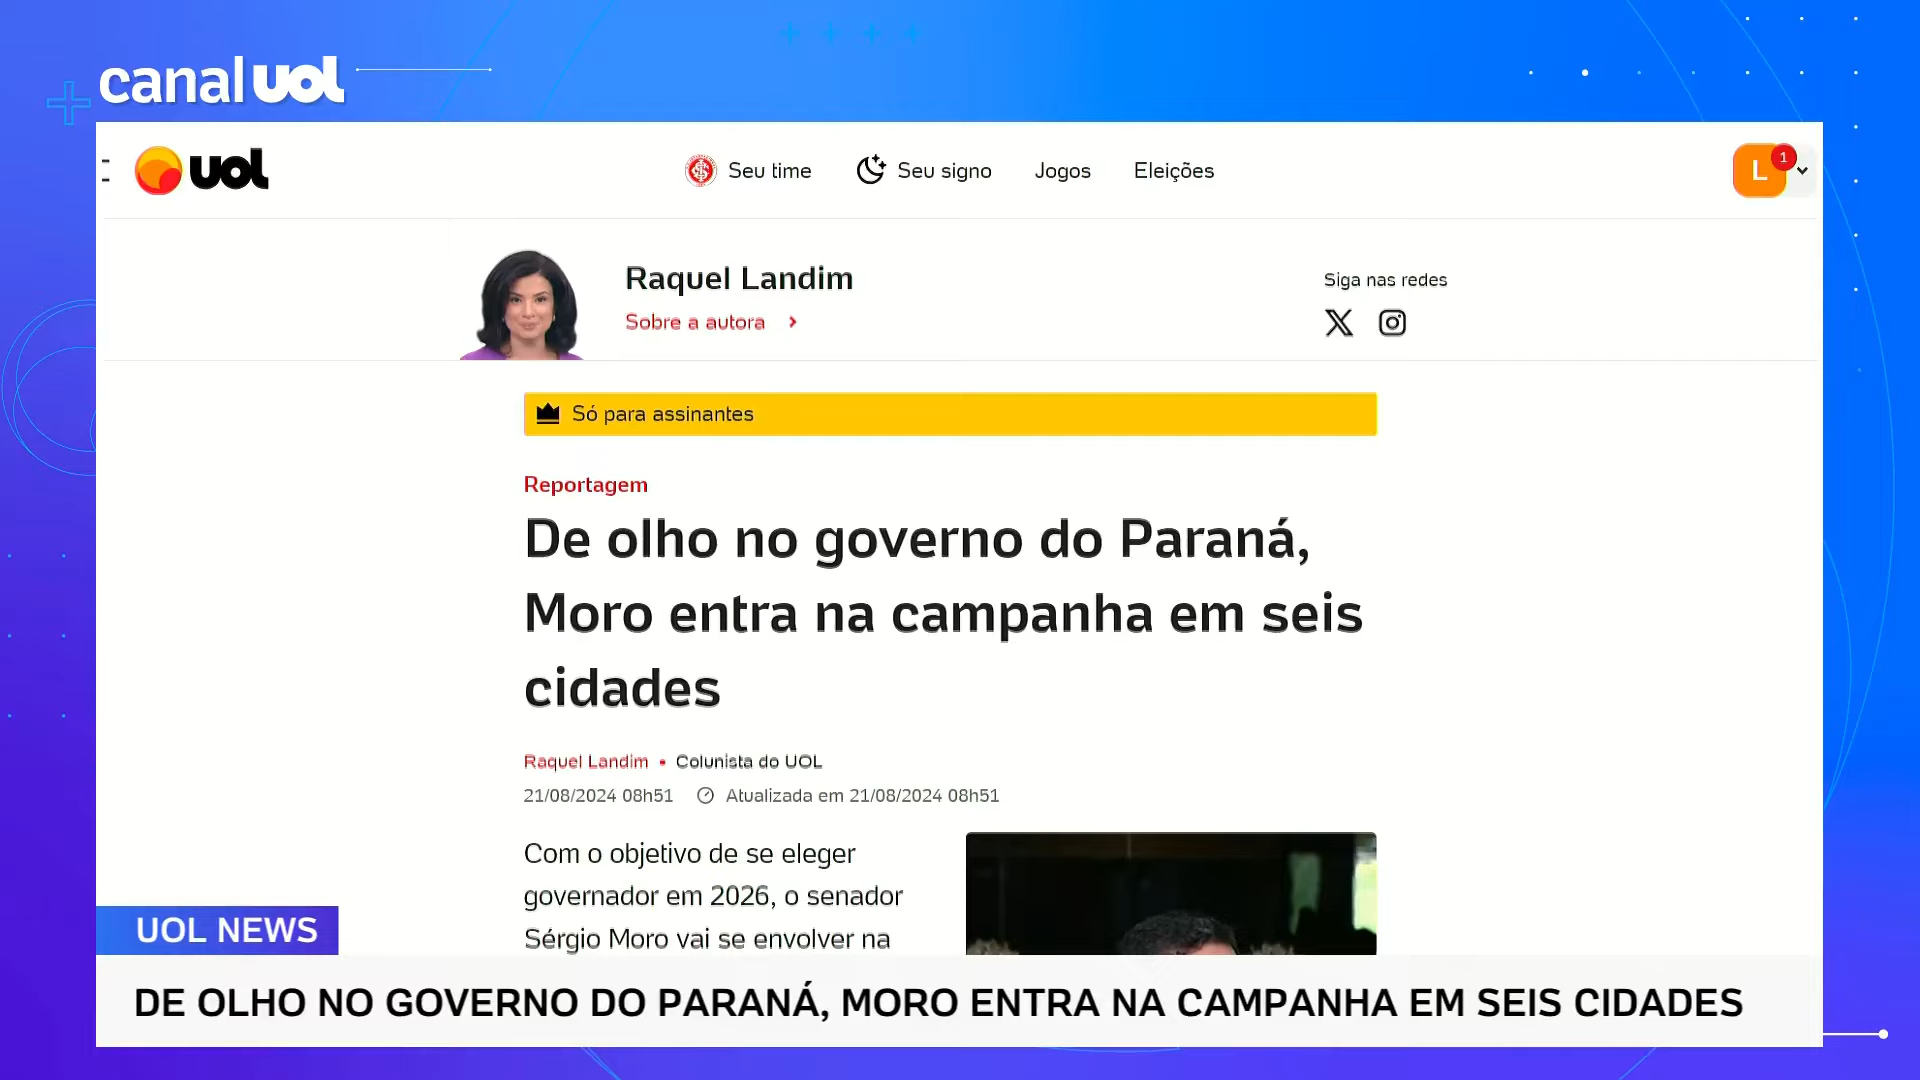 canal uol
uol
Seu time
Seu signo
Jogos
Eleições
L
1
Raquel Landim
Sobre a autora
Siga nas redes
Só para assinantes
Reportagem
De olho no governo do Paraná,
Moro entra na campanha em seis
cidades
Raquel Landim • Colunista do UOL
21/08/2024 08h51 Atualizada em 21/08/2024 08h51
Com o objetivo de se eleger
governador em 2026, o senador
Sérgio Moro vai se envolver na
UOL NEWS
DE OLHO NO GOVERNO DO PARANÁ, MORO ENTRA NA CAMPANHA EM SEIS CIDADES